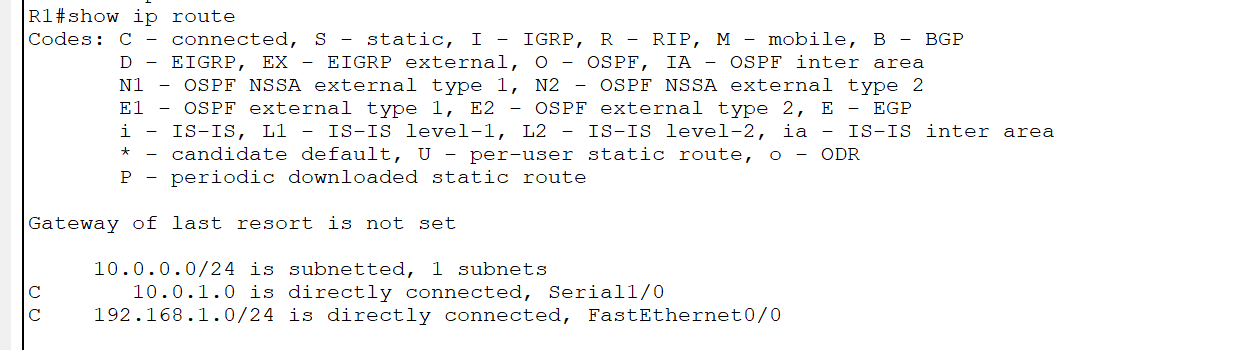 R1#show ip route
Codes: C - connected, S - static, I - IGRP, R - RIP, M - mobile, B - BGP
D - EIGRP, EX - EIGRP external, O - OSPF, IA - OSPF inter area
N1 - OSPF NSSA external type 1, N2 - OSPF NSSA external type 2
E1 - OSPF external type 1, E2 - OSPF external type 2, E - EGP
i - IS-IS, L1 - IS-IS level-1, L2 - IS-IS level-2, ia - IS-IS inter area
* - candidate default, U - per-user static route, o - ODR
P - periodic downloaded static route
Gateway of last resort is not set
10.0.0.0/24 is subnetted, 1 subnets
C 10.0.1.0 is directly connected, Serial1/0
C 192.168.1.0/24 is directly connected, FastEthernet0/0